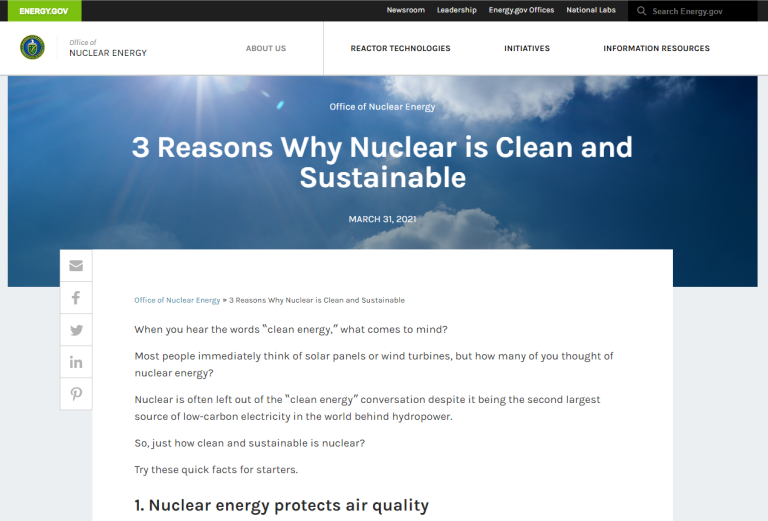 ENERGY.GOV
Newsroom Leadership Energy.gov Offices National Labs Search Energy.gov
Office of
NUCLEAR ENERGY
ABOUT US REACTOR TECHNOLOGIES INITIATIVES INFORMATION RESOURCES
Office of Nuclear Energy
3 Reasons Why Nuclear is Clean and
Sustainable
MARCH 31, 2021
Office of Nuclear Energy » 3 Reasons Why Nuclear is Clean and Sustainable
When you hear the words “clean energy,” what comes to mind?
Most people immediately think of solar panels or wind turbines, but how many of you thought of
nuclear energy?
Nuclear is often left out of the “clean energy” conversation despite it being the second largest
source of low-carbon electricity in the world behind hydropower.
So, just how clean and sustainable is nuclear?
Try these quick facts for starters.
1. Nuclear energy protects air quality